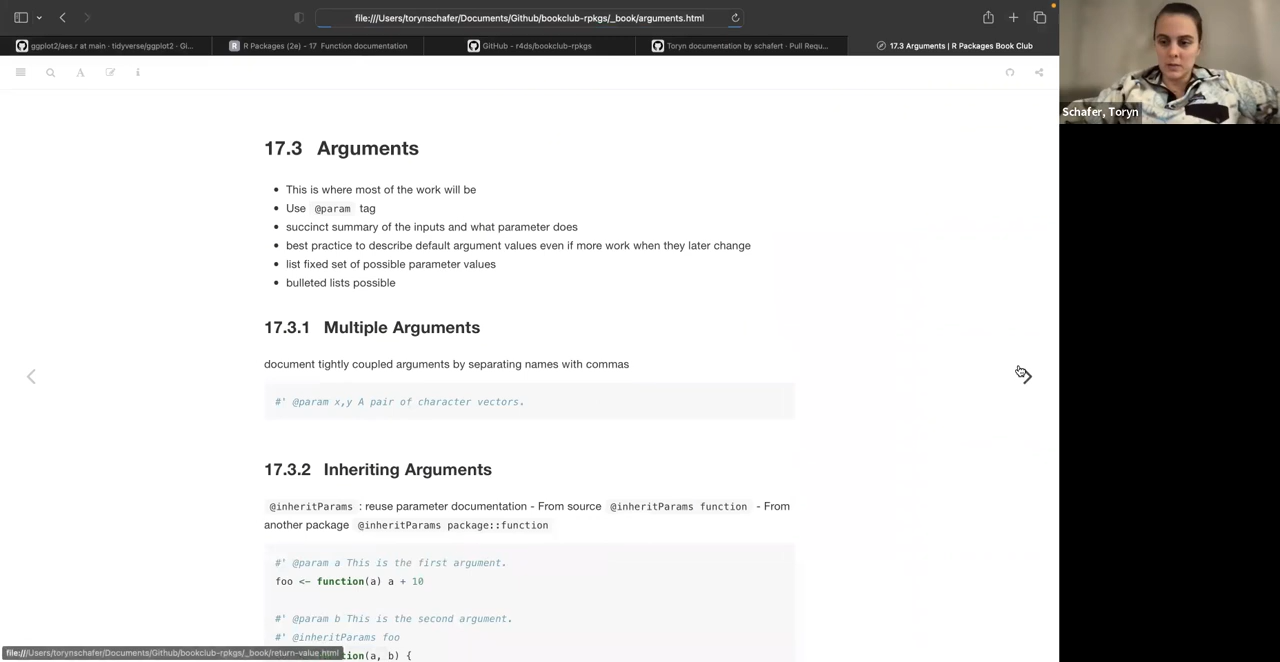 file:///Users/torynschafer/Documents/Github/bookclub-rpkgs/_book/arguments.html
ggplot2/aes.r at main · tidyverse/ggplot2 · Gi...
R Packages (2e) - 17 Function documentation
GitHub - r4ds/bookclub-rpkgs
Toryn documentation by schafert · Pull Requ...
17.3 Arguments | R Packages Book Club
Schafer, Toryn
17.3 Arguments
• This is where most of the work will be
• Use @param tag
• succinct summary of the inputs and what parameter does
• best practice to describe default argument values even if more work when they later change
• list fixed set of possible parameter values
• bulleted lists possible
17.3.1 Multiple Arguments
document tightly coupled arguments by separating names with commas
#' @param x,y A pair of character vectors.
17.3.2 Inheriting Arguments
@inheritParams : reuse parameter documentation - From source @inheritParams function - From
another package @inheritParams package::function
#' @param a This is the first argument.
foo <- function(a) a + 10
#' @param b This is the second argument.
#' @inheritParams foo
(a, b) {
file:///Users/torynschafer/Documents/Github/bookclub-rpkgs/_book/return-value.html